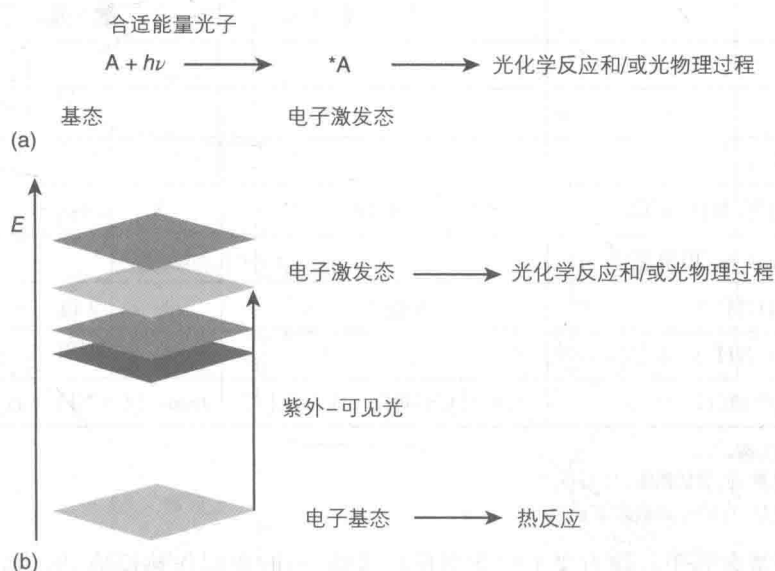 合适能量光子
A + hν *A 光化学反应和/或光物理过程
基态 电子激发态
(a)
E
电子激发态 光化学反应和/或光物理过程
紫外-可见光
电子基态 热反应
(b)